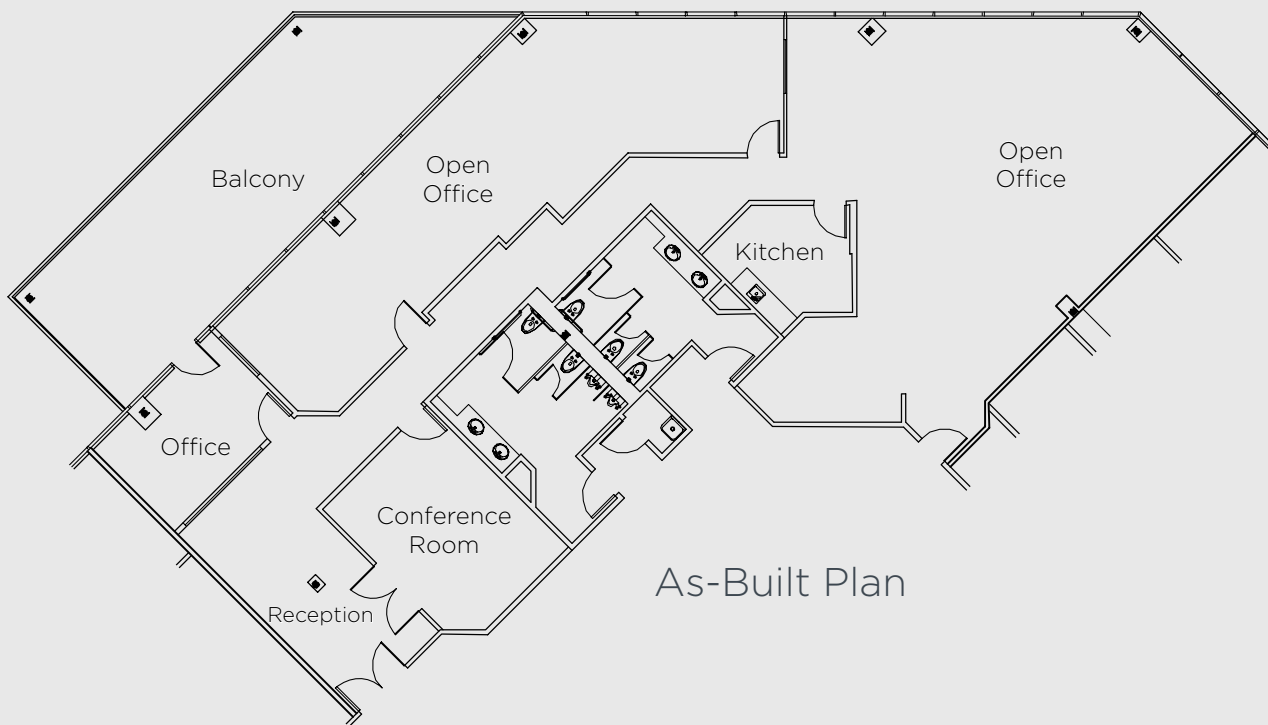 Balcony
Open
Office
Open
Office
Kitchen
Office
Conference
Room
Reception
As-Built Plan